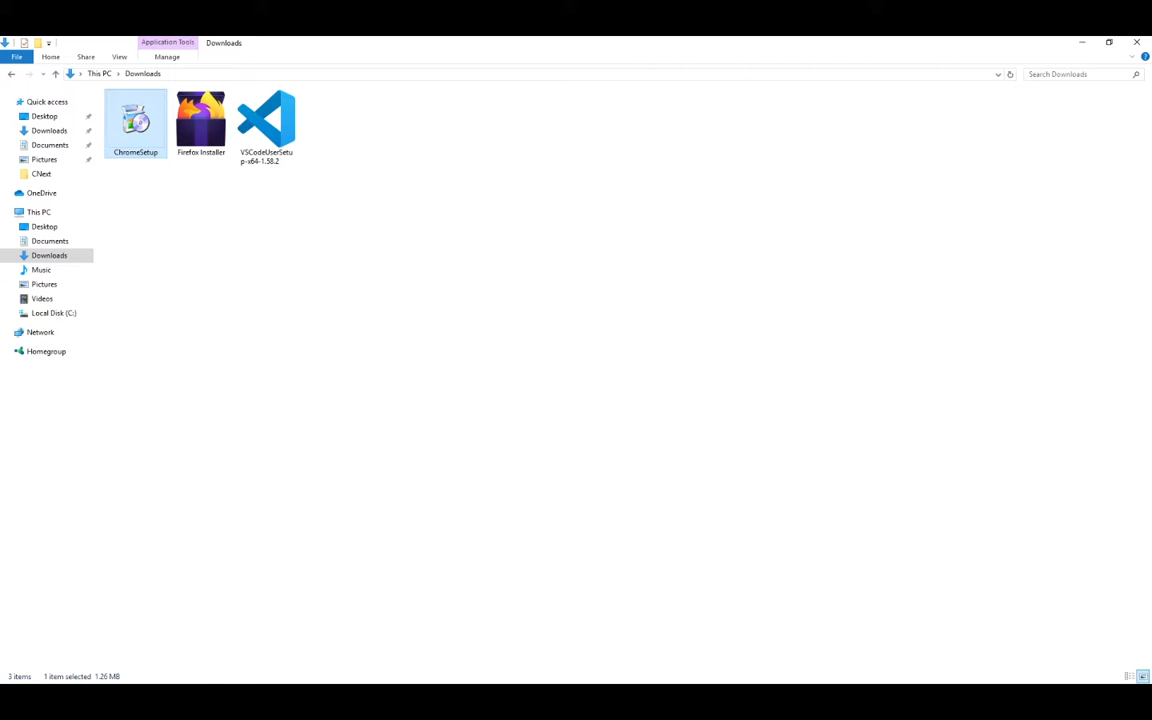 Application Tools
Downloads
File
Home
Share
View
Manage
This PC
Downloads
Search Downloads
Quick access
Desktop
Downloads
Documents
Pictures
CNext
OneDrive
This PC
Desktop
Documents
Downloads
Music
Pictures
Videos
Local Disk (C:)
Network
Homegroup
ChromeSetup
Firefox Installer
VSCodeUserSetu
p-x64-1.58.2
3 items
1 item selected 1.26 MB